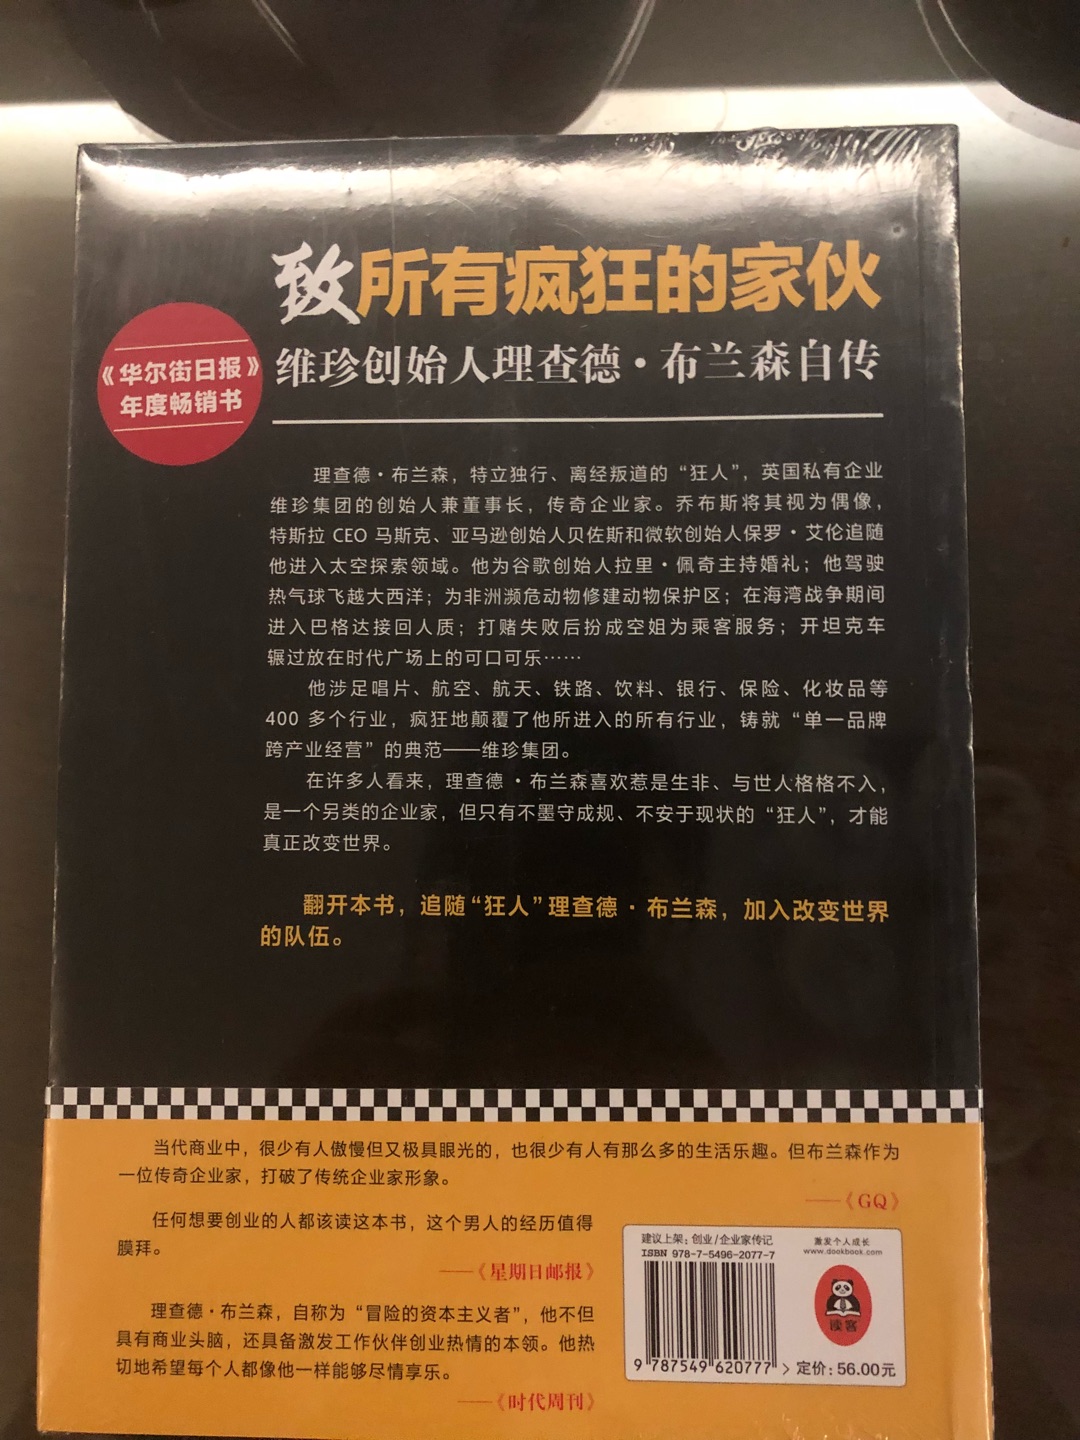 致所有疯狂的家伙
维珍创始人理查德·布兰森自传
《华尔街日报》
年度畅销书
理查德·布兰森，特立独行、离经叛道的“狂人”，英国私有企业
维珍集团的创始人兼董事长，传奇企业家。乔布斯将其视为偶像，
特斯拉 CEO 马斯克、亚马逊创始人贝佐斯和微软创始人保罗·艾伦追随
他进入太空探索领域。他为谷歌创始人拉里·佩奇主持婚礼；他驾驶
热气球飞越大西洋；为非洲濒危动物修建动物保护区；在海湾战争期间
进入巴格达接回人质；打赌失败后扮成空姐为乘客服务；开坦克车
辗过放在时代广场上的可口可乐……
他涉足唱片、航空、航天、铁路、饮料、银行、保险、化妆品等
400 多个行业，疯狂地颠覆了他所进入的所有行业，铸就“单一品牌
跨产业经营”的典范——维珍集团。
在许多人看来，理查德·布兰森喜欢惹是生非、与世人格格不入，
是一个另类的企业家，但只有不墨守成规、不安于现状的“狂人”，才能
真正改变世界。
翻开本书，追随“狂人”理查德·布兰森，加入改变世界
的队伍。
当代商业中，很少有人傲慢但又极具眼光的，也很少有人有那么多的生活乐趣。但布兰森作为
一位传奇企业家，打破了传统企业家形象。
——《GQ》
任何想要创业的人都该读这本书，这个男人的经历值得
膜拜。
——《星期日邮报》
理查德·布兰森，自称为“冒险的资本主义者”，他不但
具有商业头脑，还具备激发工作伙伴创业热情的本领。他热
切地希望每个人都像他一样能够尽情享乐。
——《时代周刊》
建议上架：创业/企业家传记
ISBN 978-7-5496-2077-7
9 787549 620777 >
激发个人成长
www.dookbook.com
读客
定价：56.00元